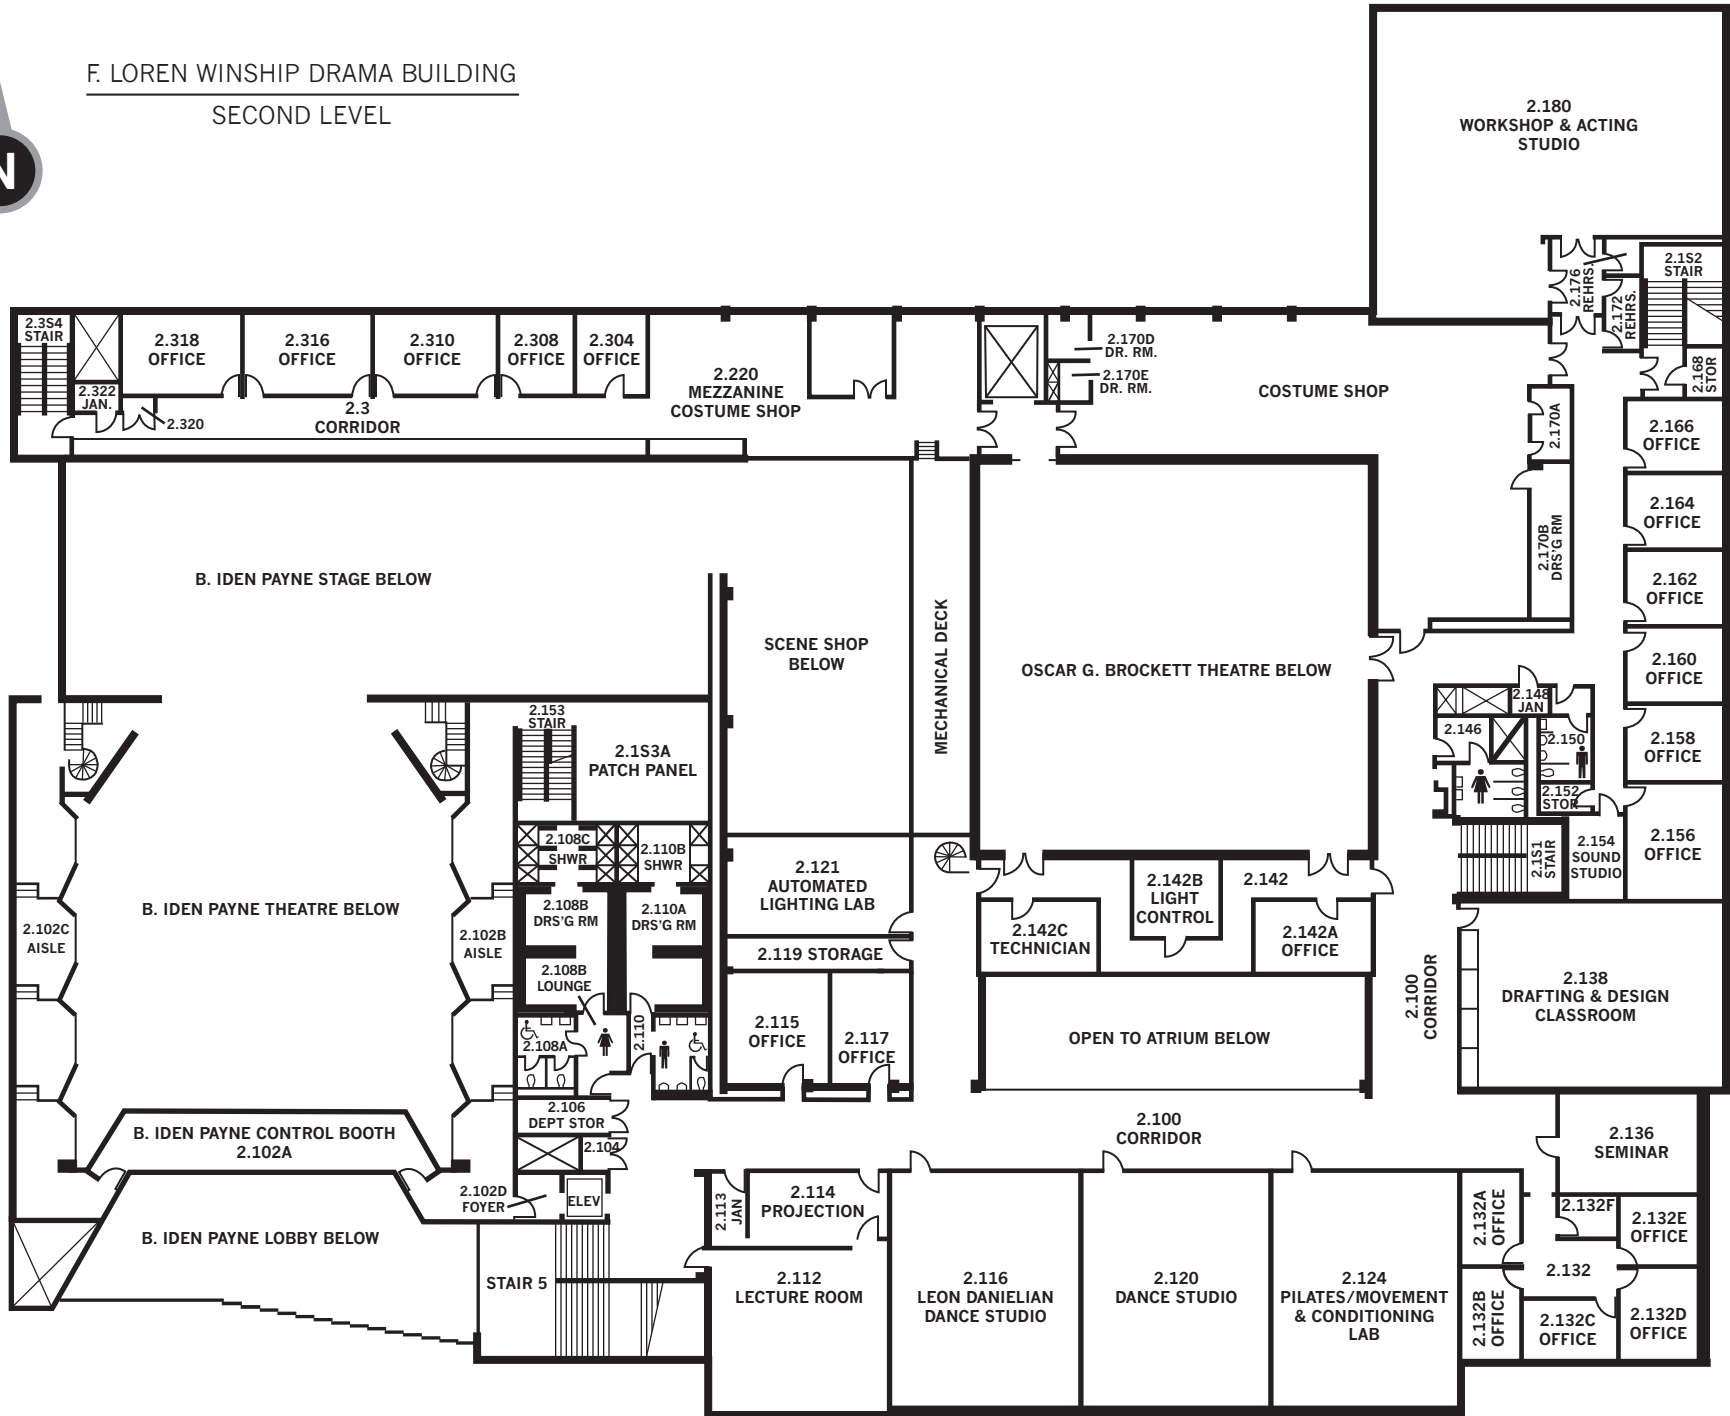 F. LOREN WINSHIP DRAMA BUILDING
SECOND LEVEL
N
2.180
WORKSHOP & ACTING
STUDIO
2.176
REHRS.
2.172
REHRS.
2.1S2
STAIR
2.168
STOR
2.3S4
STAIR
2.318
OFFICE
2.316
OFFICE
2.310
OFFICE
2.308
OFFICE
2.304
OFFICE
2.322
JAN.
2.320
2.3
CORRIDOR
2.220
MEZZANINE
COSTUME SHOP
2.170D
DR. RM.
2.170E
DR. RM.
COSTUME SHOP
2.170A
2.170B
DRS'G RM
2.166
OFFICE
2.164
OFFICE
2.162
OFFICE
2.160
OFFICE
2.158
OFFICE
2.156
OFFICE
B. IDEN PAYNE STAGE BELOW
SCENE SHOP
BELOW
MECHANICAL DECK
OSCAR G. BROCKETT THEATRE BELOW
2.148
JAN
2.146
2.150
2.152
STOR
2.154
SOUND
STUDIO
2.1S1
STAIR
2.153
STAIR
2.1S3A
PATCH PANEL
2.108C
SHWR
2.110B
SHWR
2.121
AUTOMATED
LIGHTING LAB
2.142B
LIGHT
CONTROL
2.142
2.142C
TECHNICIAN
2.142A
OFFICE
B. IDEN PAYNE THEATRE BELOW
2.102C
AISLE
2.102B
AISLE
2.108B
DRS'G RM
2.110A
DRS'G RM
2.119 STORAGE
2.108B
LOUNGE
2.108A
2.110
2.115
OFFICE
2.117
OFFICE
OPEN TO ATRIUM BELOW
2.100
CORRIDOR
2.138
DRAFTING & DESIGN
CLASSROOM
2.106
DEPT STOR
2.104
B. IDEN PAYNE CONTROL BOOTH
2.102A
2.100
CORRIDOR
2.136
SEMINAR
2.102D
FOYER
ELEV
2.113
JAN
2.114
PROJECTION
2.132A
OFFICE
2.132F
2.132E
OFFICE
B. IDEN PAYNE LOBBY BELOW
STAIR 5
2.112
LECTURE ROOM
2.116
LEON DANIELIAN
DANCE STUDIO
2.120
DANCE STUDIO
2.124
PILATES/MOVEMENT
& CONDITIONING
LAB
2.132
2.132B
OFFICE
2.132C
OFFICE
2.132D
OFFICE